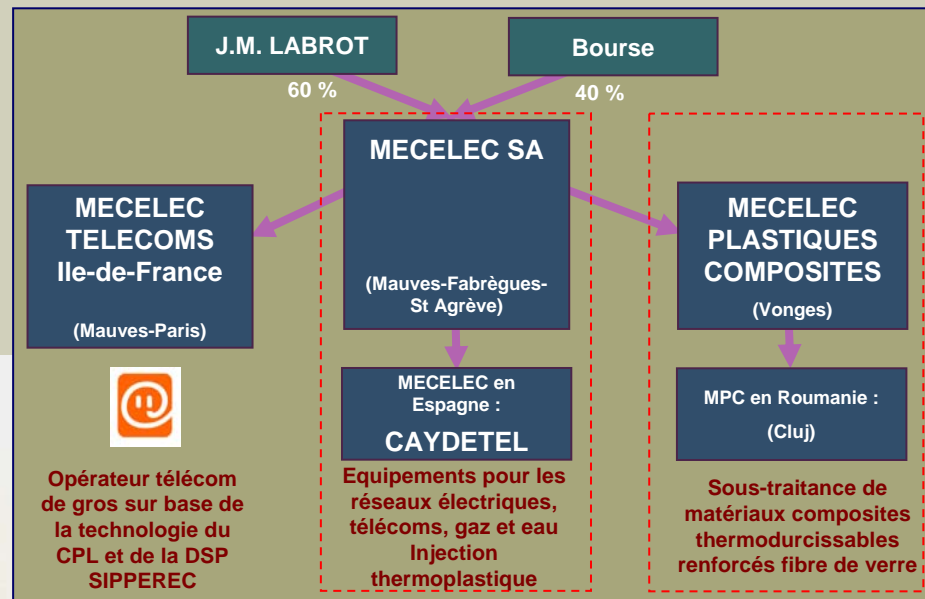 J.M. LABROT
Bourse
60 %
40 %
MECELEC SA
(Mauves-Fabrègues-
St Agrève)
MECELEC
TELECOMS
Ile-de-France
(Mauves-Paris)
MECELEC
PLASTIQUES
COMPOSITES
(Vonges)
MECELEC en
Espagne :
CAYDETEL
MPC en Roumanie :
(Cluj)
Opérateur télécom
de gros sur base de
la technologie du
CPL et de la DSP
SIPPEREC
Equipements pour les
réseaux électriques,
télécoms, gaz et eau
Injection
thermoplastique
Sous-traitance de
matériaux composites
thermodurcissables
renforcés fibre de verre